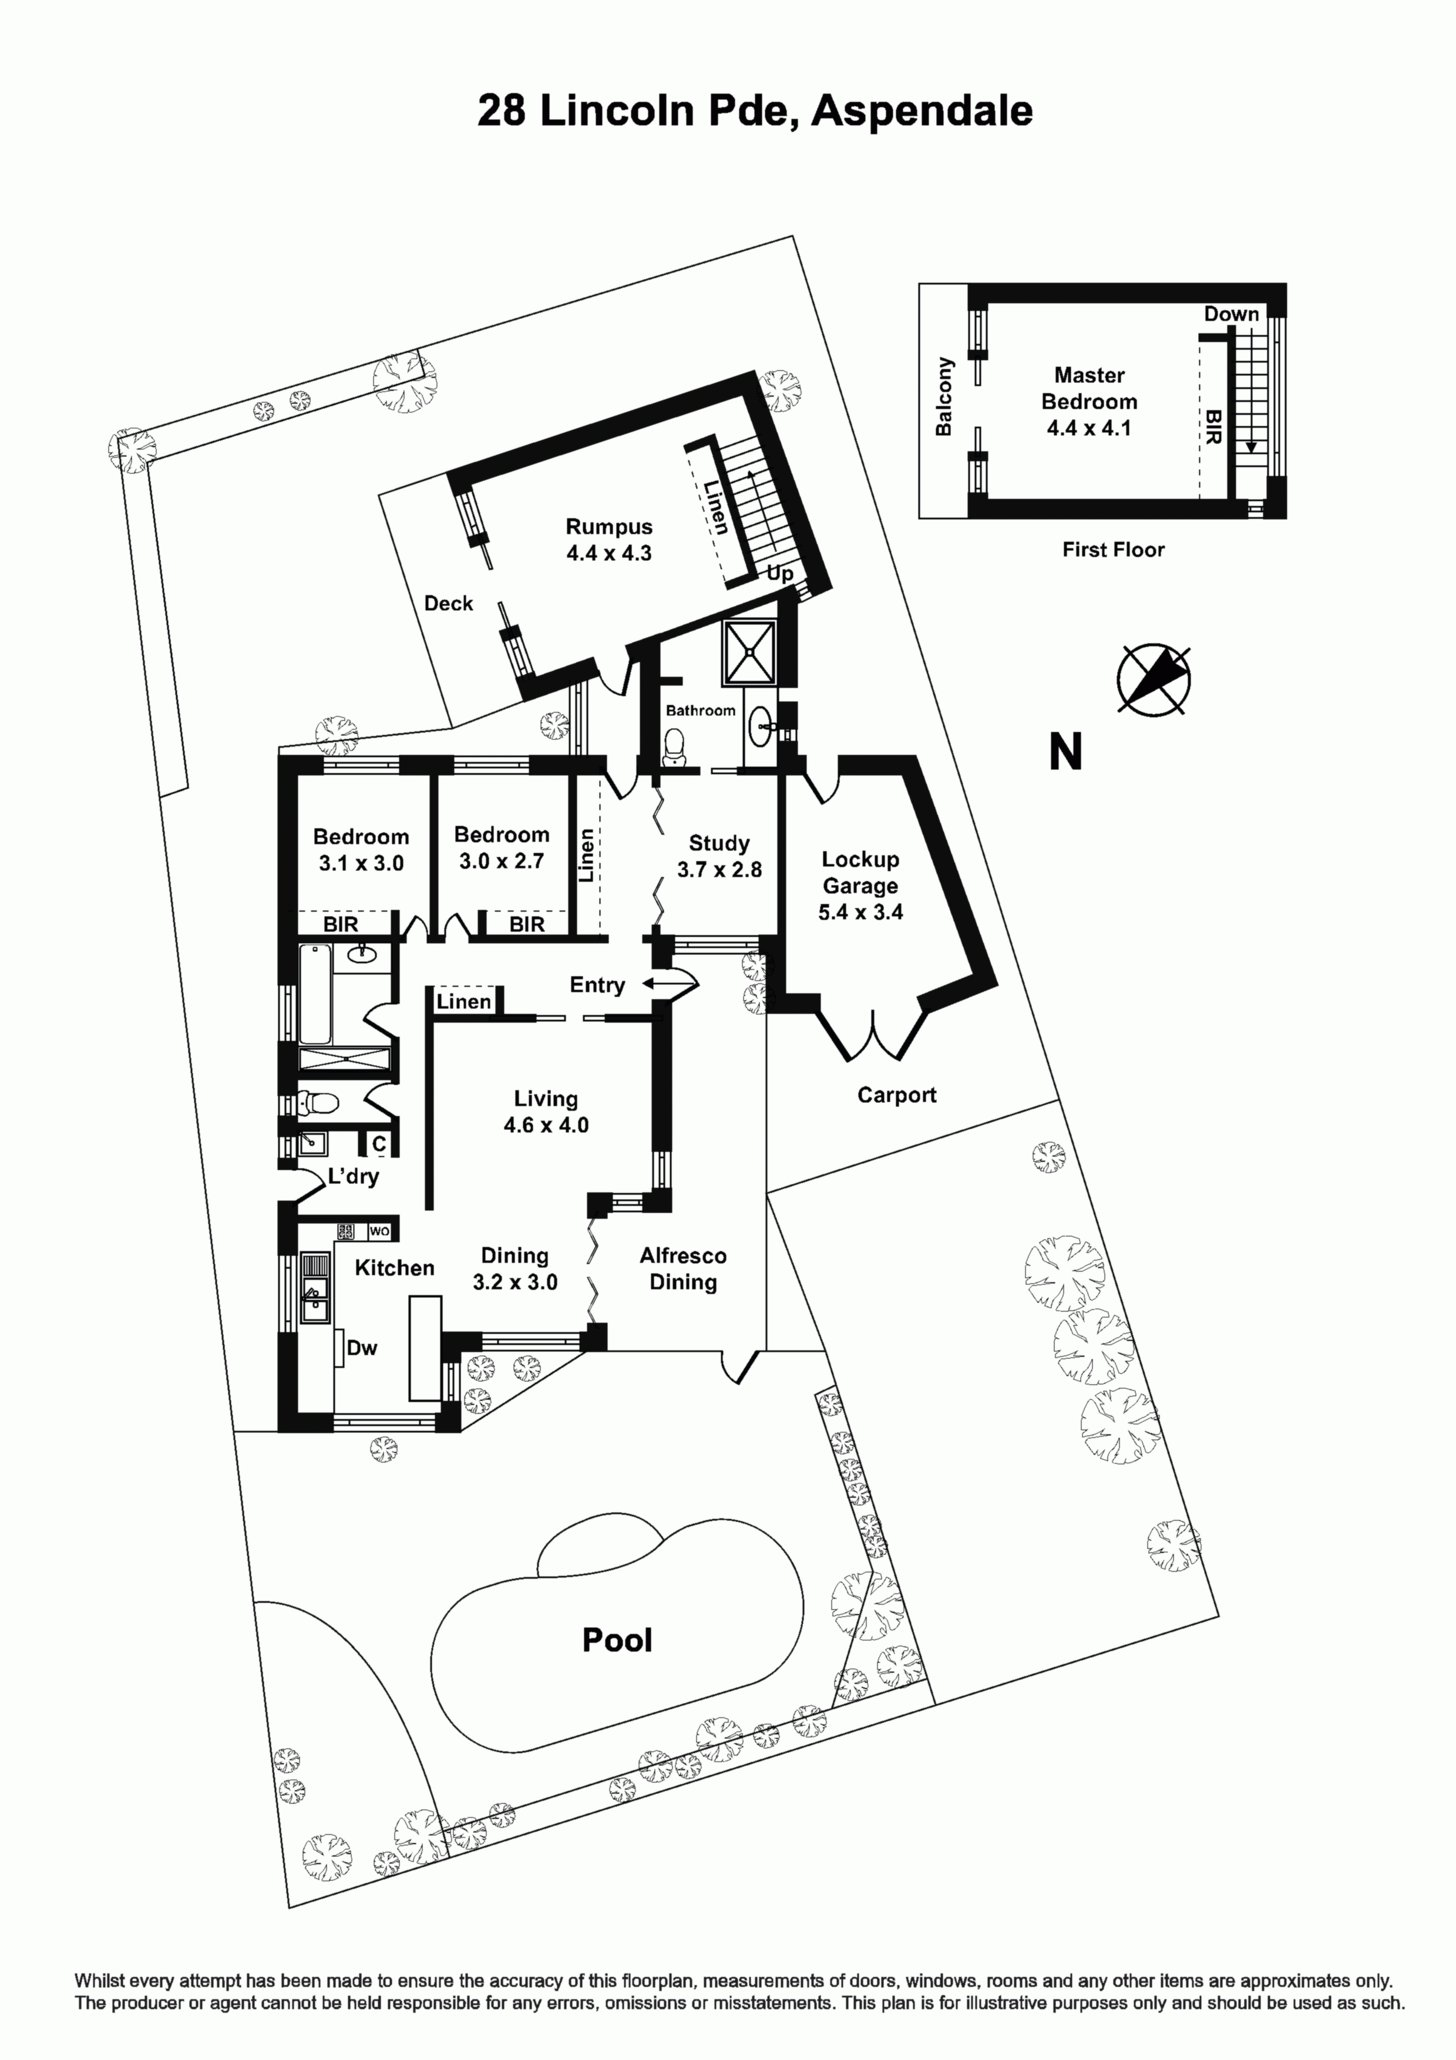 28 Lincoln Pde, Aspendale
Down
Master
Bedroom
4.4 x 4.1
Balcony
BIR
First Floor
Rumpus
4.4 x 4.3
Linen
Up
Deck
Bathroom
N
Bedroom
3.1 x 3.0
BIR
Bedroom
3.0 x 2.7
BIR
Linen
Study
3.7 x 2.8
Lockup
Garage
5.4 x 3.4
Entry
Linen
Carport
Living
4.6 x 4.0
C
L'dry
WO
Kitchen
Dining
3.2 x 3.0
Alfresco
Dining
Dw
Pool
Whilst every attempt has been made to ensure the accuracy of this floorplan, measurements of doors, windows, rooms and any other items are approximates only.
The producer or agent cannot be held responsible for any errors, omissions or misstatements. This plan is for illustrative purposes only and should be used as such.